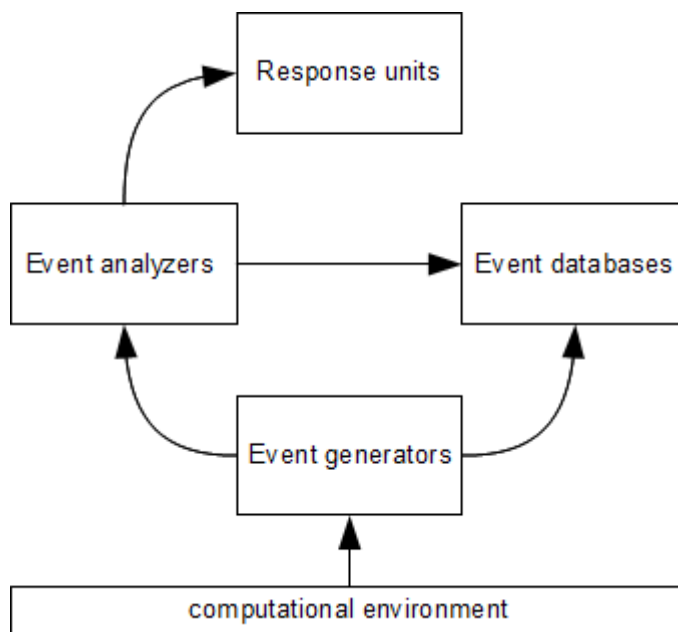 Response units
Event analyzers
Event databases
Event generators
computational environment